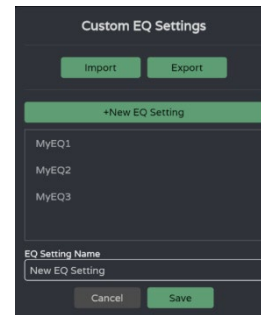 Custom EQ Settings
Import Export
+New EQ Setting
MyEQ1
MyEQ2
MyEQ3
EQ Setting Name
New EQ Setting
Cancel Save